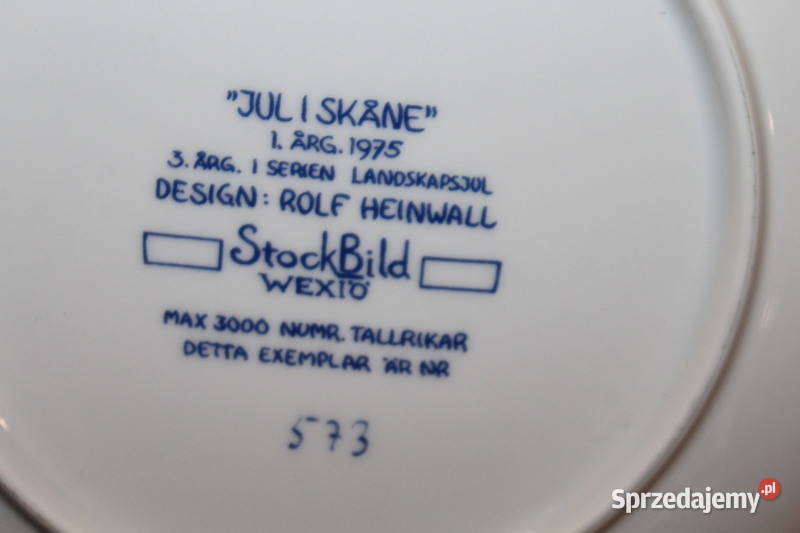 "JUL I SKÅNE"
1. ÅRG. 1975
3. ÅRG. I SERIEN LANDSKAPSJUL
DESIGN: ROLF HEINWALL
StockBild
WEXIÖ
MAX 3000 NUMR. TALLRIKAR
DETTA EXEMPLAR ÄR NR
573
Sprzedajemy.pl